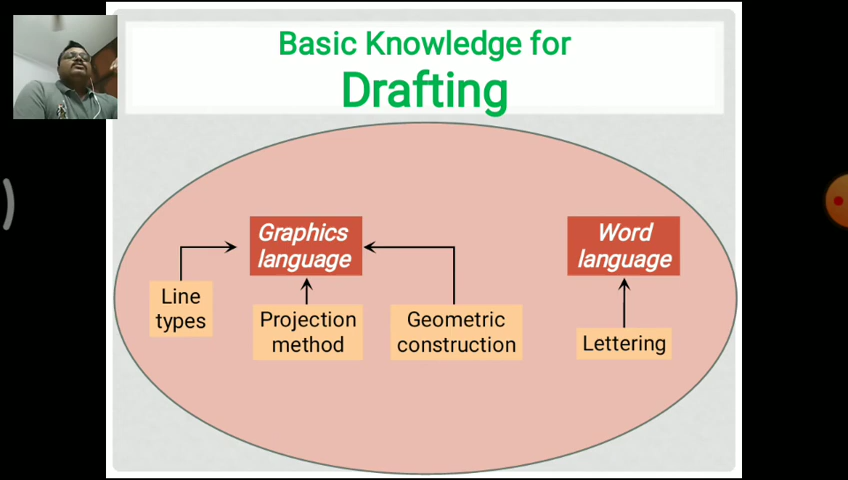 Basic Knowledge for
Drafting
Graphics
language
Word
language
Line
types
Projection
method
Geometric
construction
Lettering